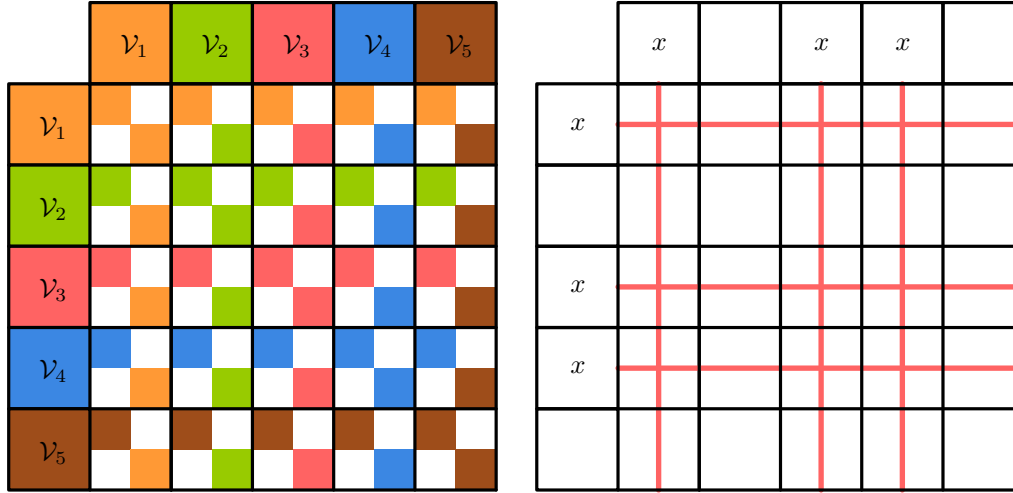 𝒱₁ 𝒱₂ 𝒱₃ 𝒱₄ 𝒱₅ x x x
𝒱₁ x
𝒱₂
𝒱₃ x
𝒱₄ x
𝒱₅